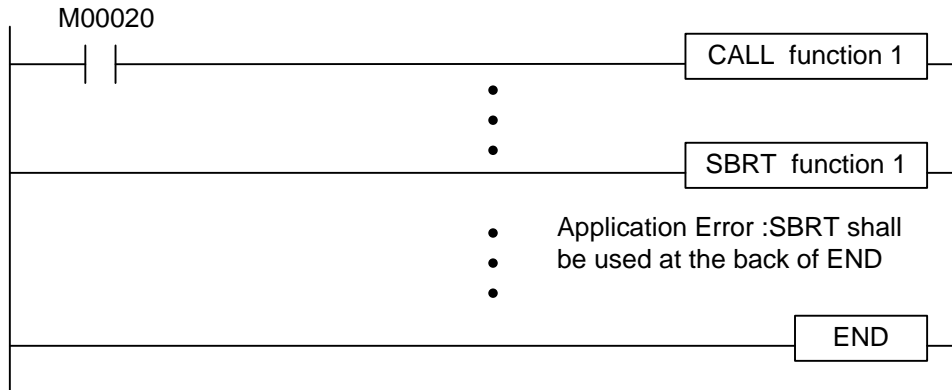 M00020
CALL function 1
SBRT function 1
Application Error :SBRT shall
be used at the back of END
END